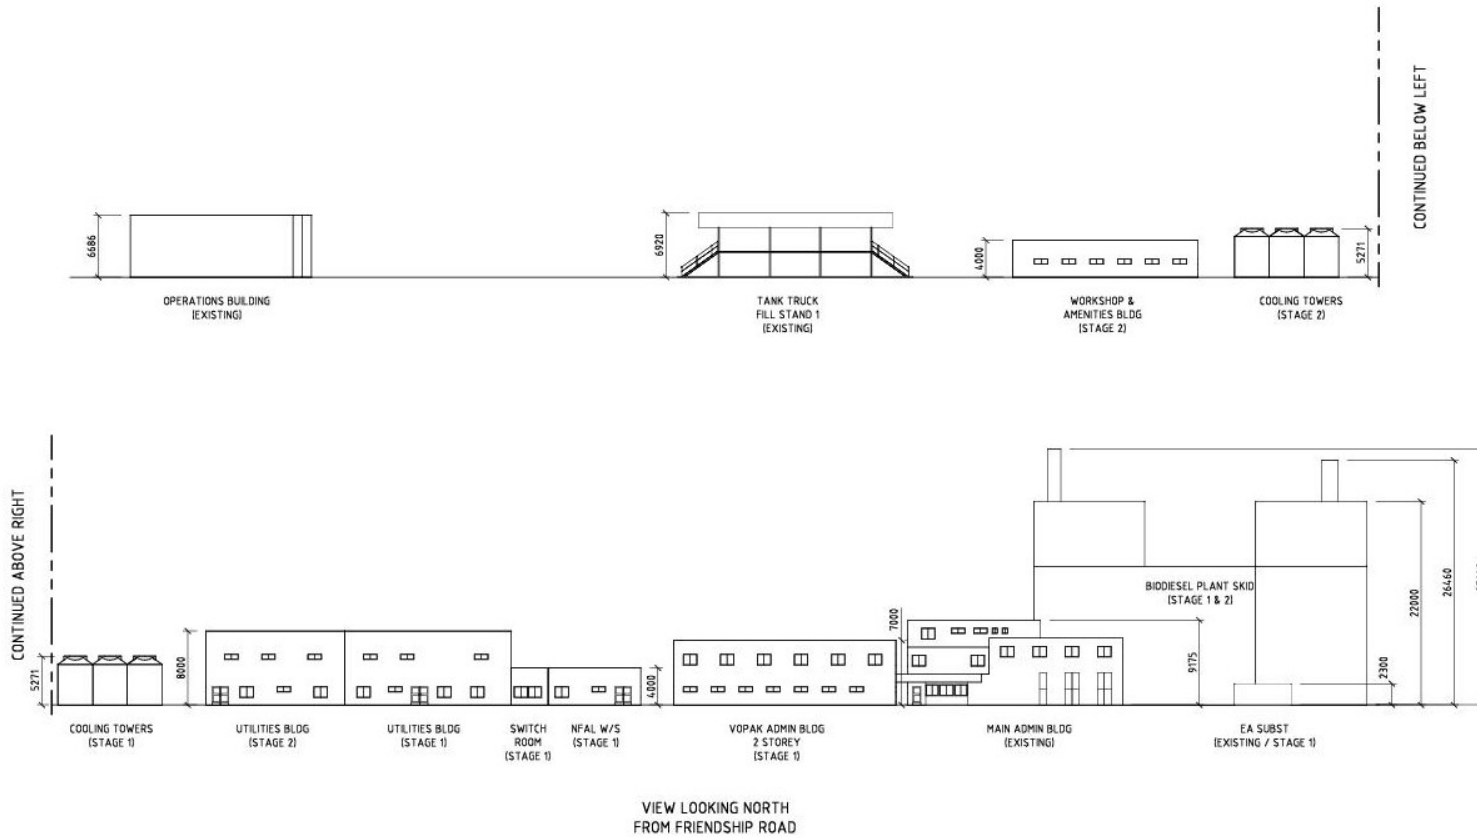 CONTINUED BELOW LEFT
6686
6920
4000
5271
OPERATIONS BUILDING
(EXISTING)
TANK TRUCK
FILL STAND 1
(EXISTING)
WORKSHOP &
AMENITIES BLDG
(STAGE 2)
COOLING TOWERS
(STAGE 2)
CONTINUED ABOVE RIGHT
5271
8000
4000
7000
BIDDIESEL PLANT SKID
(STAGE 1 & 2)
9175
2300
22000
26460
COOLING TOWERS
(STAGE 1)
UTILITIES BLDG
(STAGE 2)
UTILITIES BLDG
(STAGE 1)
SWITCH
ROOM
(STAGE 1)
NFAL W/S
(STAGE 1)
VOPAK ADMIN BLDG
2 STOREY
(STAGE 1)
MAIN ADMIN BLDG
(EXISTING)
EA SUBST
(EXISTING / STAGE 1)
VIEW LOOKING NORTH
FROM FRIENDSHIP ROAD